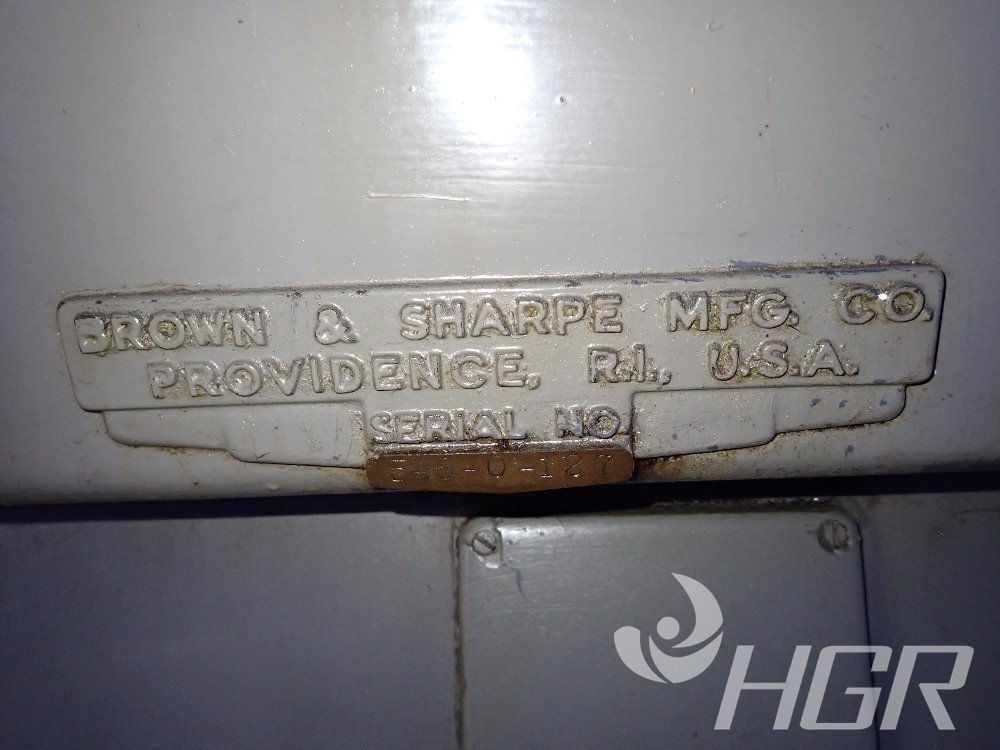 BROWN & SHARPE MFG. CO.
PROVIDENCE, R.I., U.S.A.
SERIAL NO.
HGR